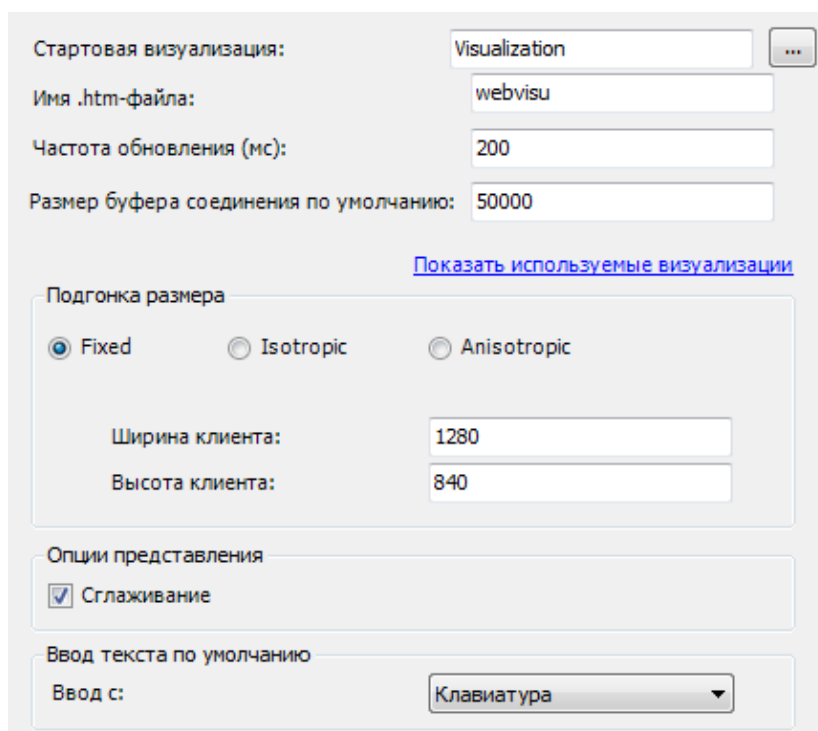 Стартовая визуализация: Visualization ...
Имя .htm-файла: webvisu
Частота обновления (мс): 200
Размер буфера соединения по умолчанию: 50000
Показать используемые визуализации
Подгонка размера
Fixed Isotropic Anisotropic
Ширина клиента: 1280
Высота клиента: 840
Опции представления
Сглаживание
Ввод текста по умолчанию
Ввод с: Клавиатура